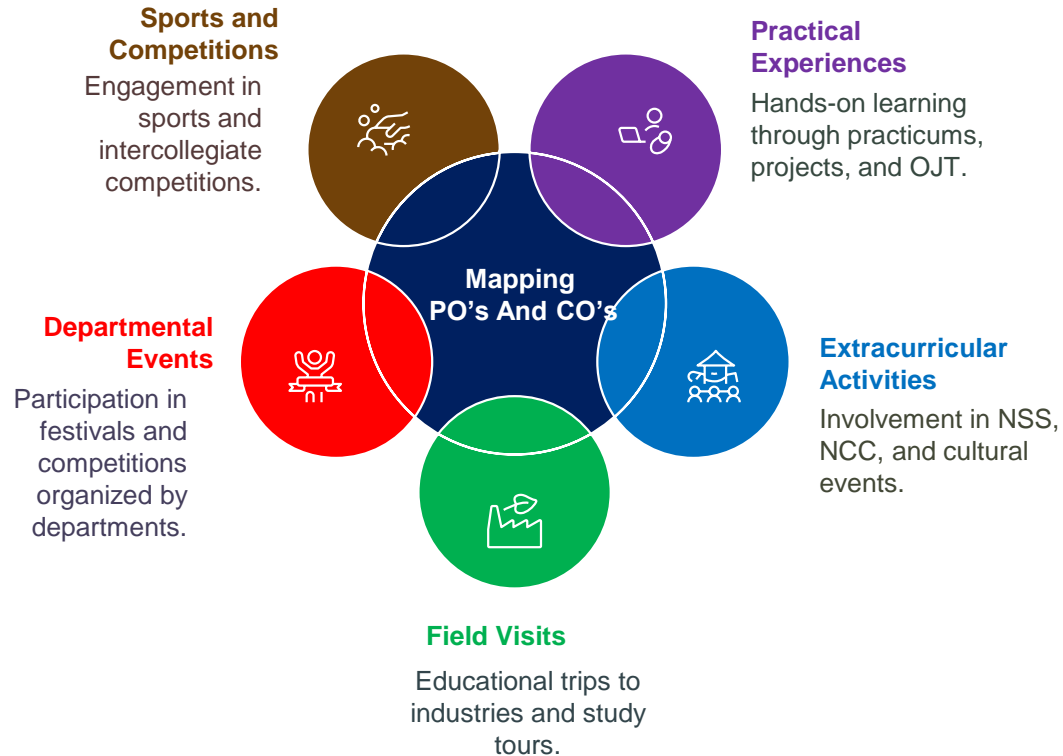 Sports and
Competitions
Engagement in
sports and
intercollegiate
competitions.
Practical
Experiences
Hands-on learning
through practicums,
projects, and OJT.
Mapping
PO’s And CO’s
Departmental
Events
Participation in
festivals and
competitions
organized by
departments.
Extracurricular
Activities
Involvement in NSS,
NCC, and cultural
events.
Field Visits
Educational trips to
industries and study
tours.